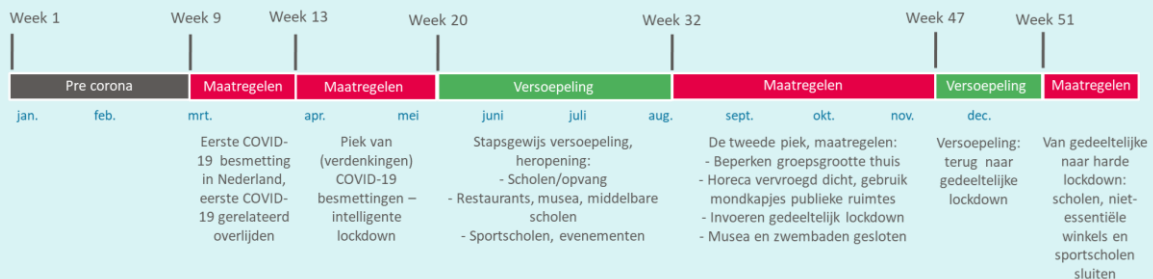 Week 1
Week 9
Week 13
Week 20
Week 32
Week 47
Week 51
Pre corona
Maatregelen
Maatregelen
Versoepeling
Maatregelen
Versoepeling
Maatregelen
jan.
feb.
mrt.
apr.
mei
juni
juli
aug.
sept.
okt.
nov.
dec.
Eerste COVID-
19 besmetting
in Nederland,
eerste COVID-
19 gerelateerd
overlijden
Piek van
(verdenkingen)
COVID-19
besmettingen –
intelligente
lockdown
Stapsgewijs versoepeling,
heropening:
- Scholen/opvang
- Restaurants, musea, middelbare
scholen
- Sportscholen, evenementen
De tweede piek, maatregelen:
- Beperken groepsgrootte thuis
- Horeca vervroegd dicht, gebruik
mondkapjes publieke ruimtes
- Invoeren gedeeltelijk lockdown
- Musea en zwembaden gesloten
Versoepeling:
terug naar
gedeeltelijke
lockdown
Van gedeeltelijke
naar harde
lockdown:
scholen, niet-
essentiële
winkels en
sportscholen
sluiten